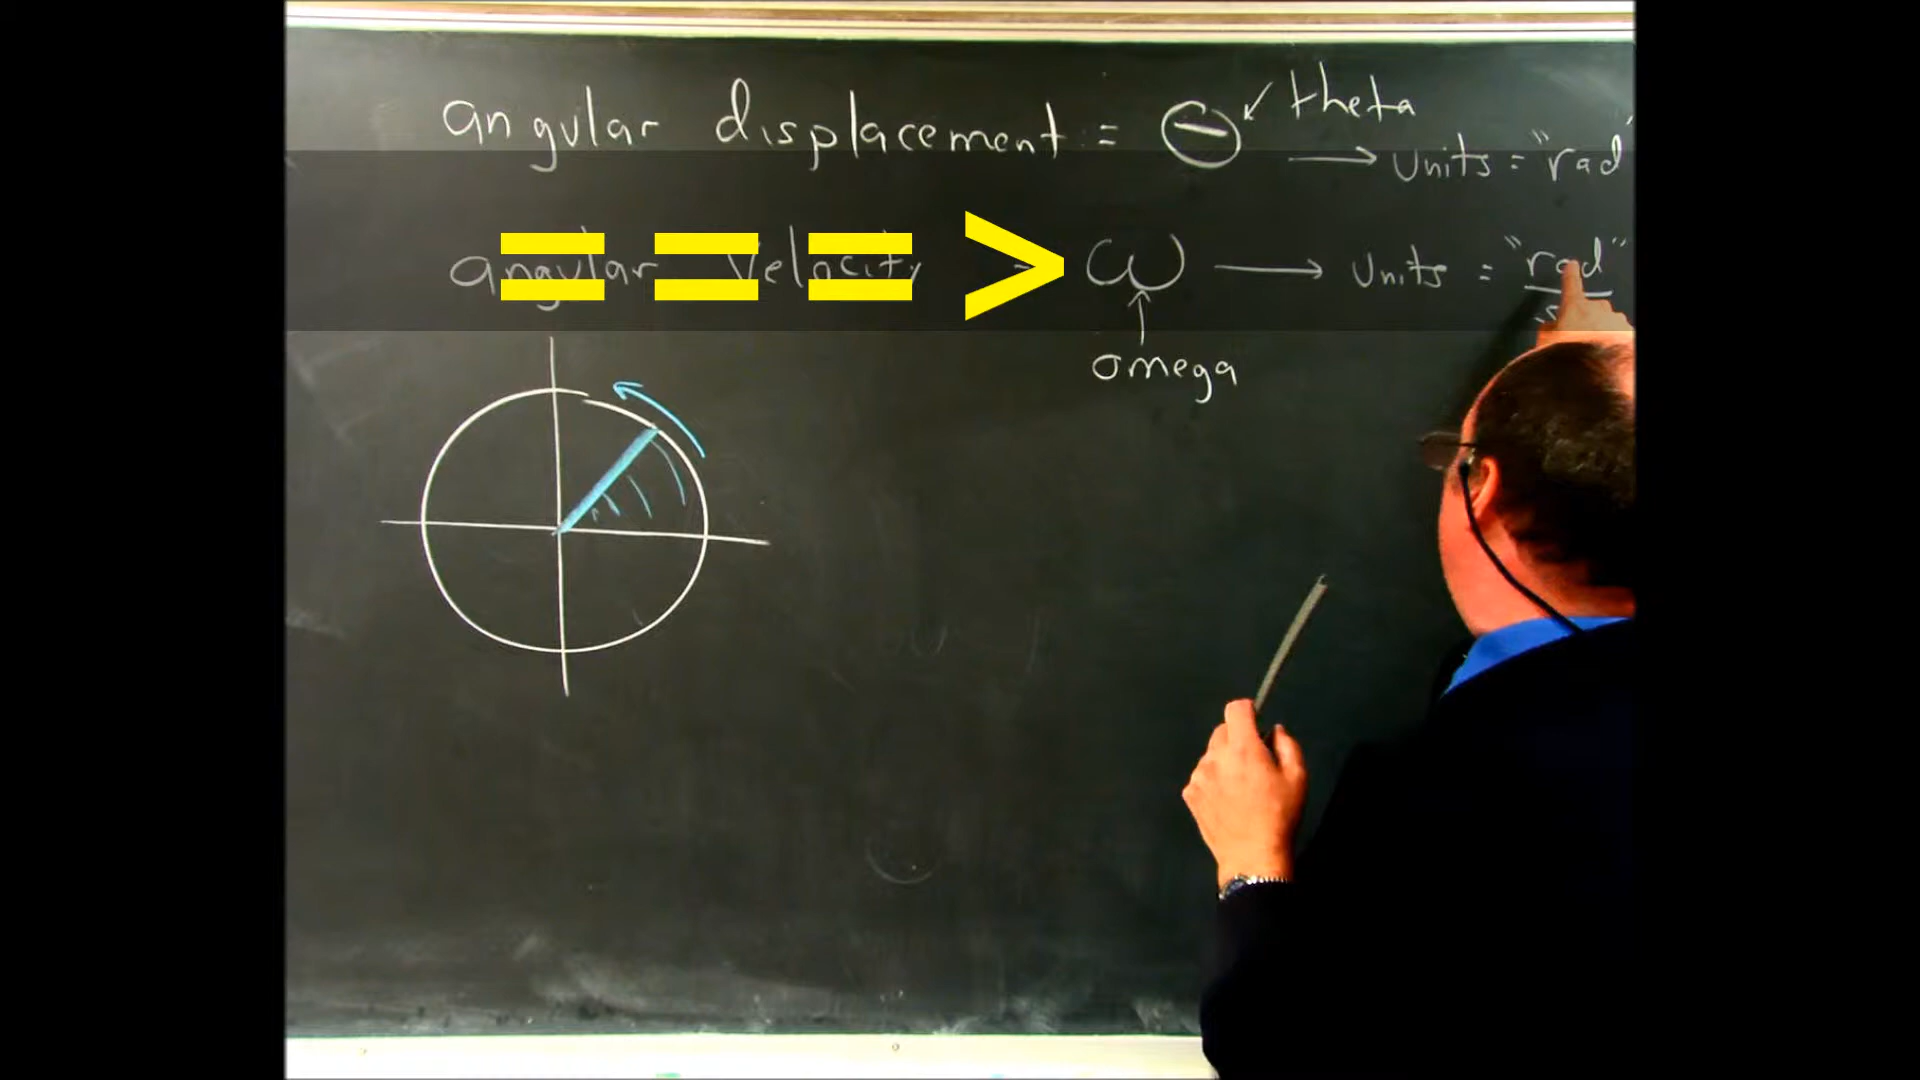 angular displacement = Θ ↙ theta
→ Units = "rad"
= = = >
angular velocity = ω → Units = "rad"
↑
omega